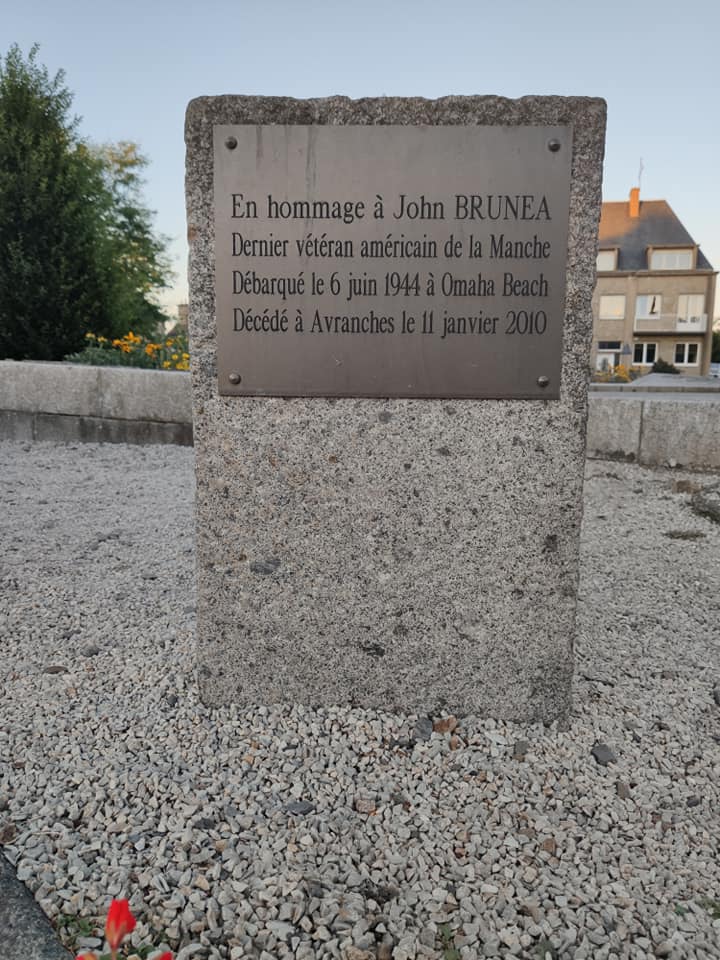 En hommage à John BRUNEA
Dernier vétéran américain de la Manche
Débarqué le 6 juin 1944 à Omaha Beach
Décédé à Avranches le 11 janvier 2010